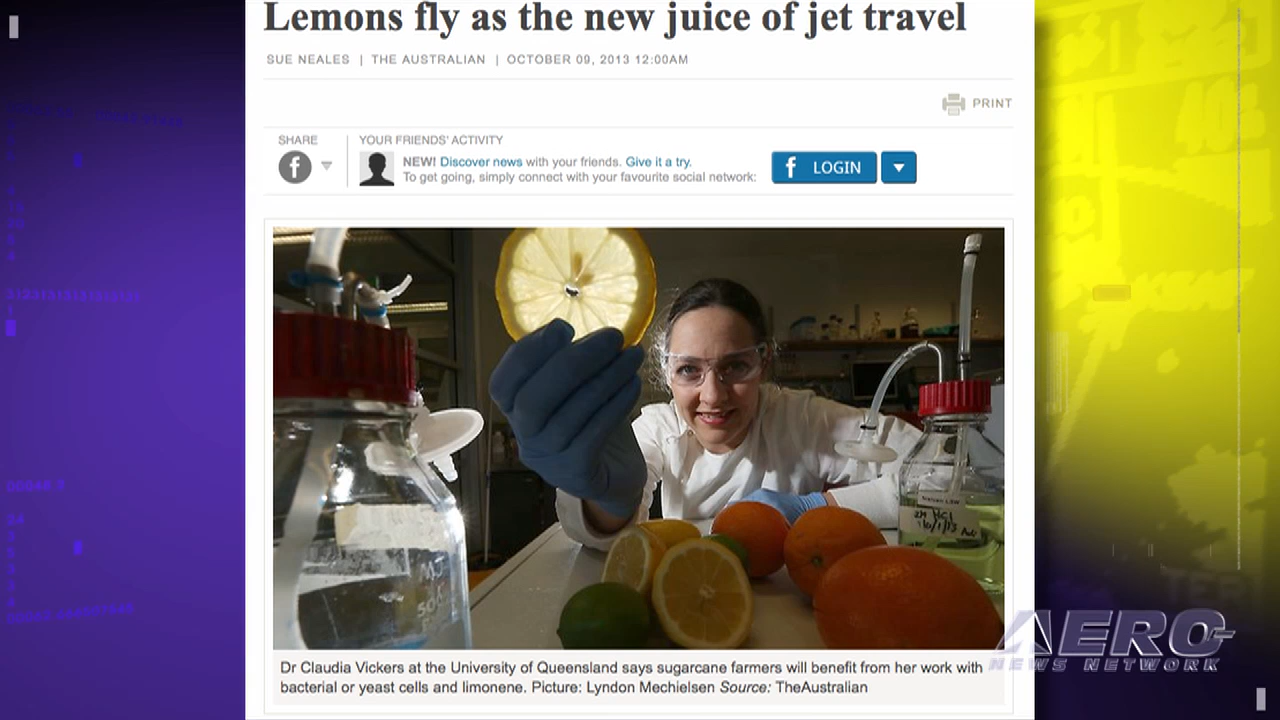 Lemons fly as the new juice of jet travel
SUE NEALES | THE AUSTRALIAN | OCTOBER 09, 2013 12:00AM
PRINT
SHARE
YOUR FRIENDS' ACTIVITY
NEW! Discover news with your friends. Give it a try.
To get going, simply connect with your favourite social network:
f LOGIN
Dr Claudia Vickers at the University of Queensland says sugarcane farmers will benefit from her work with
bacterial or yeast cells and limonene. Picture: Lyndon Mechielsen Source: TheAustralian
AERO
NEWS NETWORK